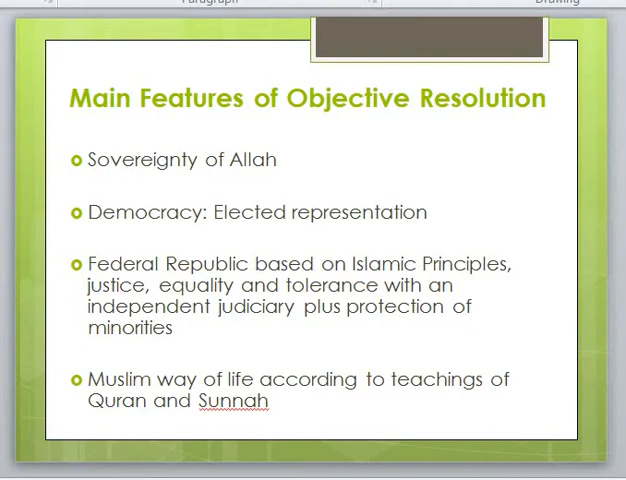 Paragraph Drawing
Main Features of Objective Resolution
Sovereignty of Allah
Democracy: Elected representation
Federal Republic based on Islamic Principles,
justice, equality and tolerance with an
independent judiciary plus protection of
minorities
Muslim way of life according to teachings of
Quran and Sunnah